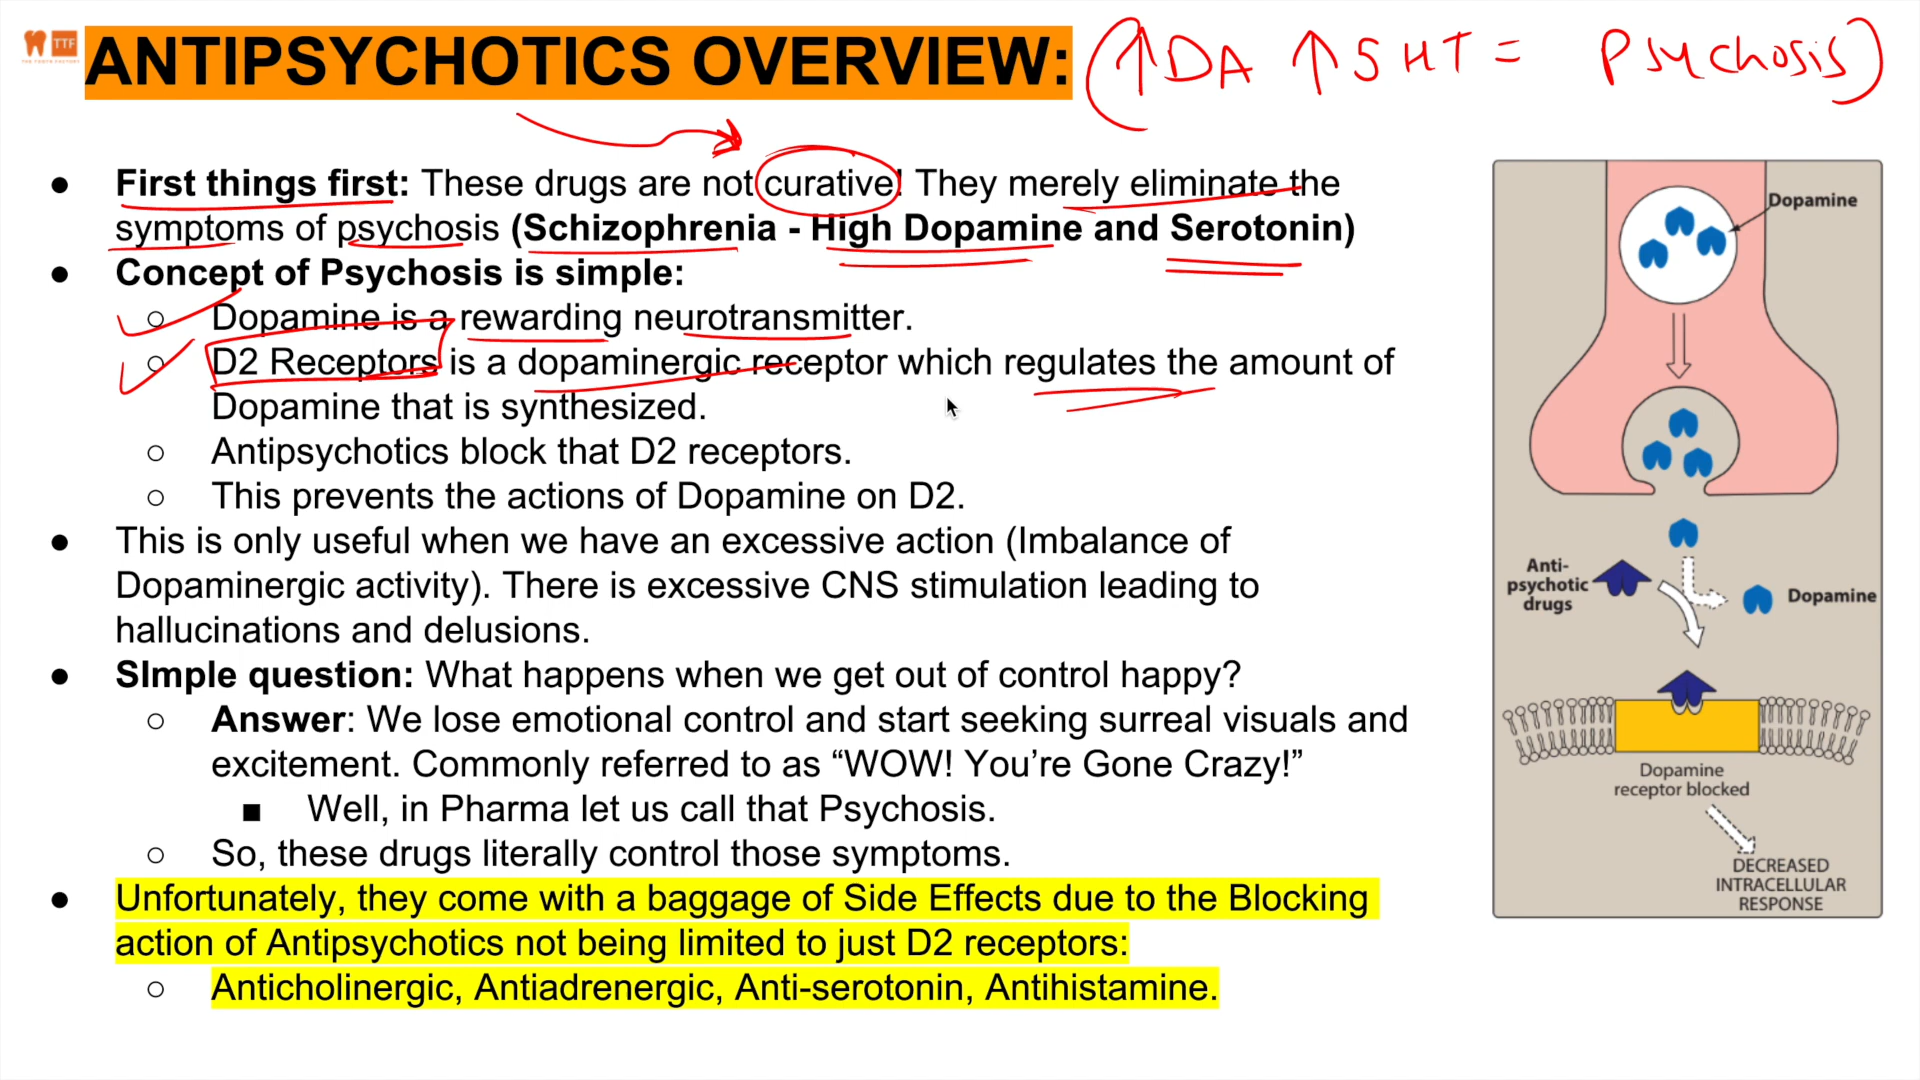 TTF
THE TOOTH FACTORY
ANTIPSYCHOTICS OVERVIEW:
(↑DA ↑5HT = Psychosis)
● First things first: These drugs are not curative! They merely eliminate the
symptoms of psychosis (Schizophrenia - High Dopamine and Serotonin)
● Concept of Psychosis is simple:
○ Dopamine is a rewarding neurotransmitter.
○ D2 Receptors is a dopaminergic receptor which regulates the amount of
Dopamine that is synthesized.
○ Antipsychotics block that D2 receptors.
○ This prevents the actions of Dopamine on D2.
● This is only useful when we have an excessive action (Imbalance of
Dopaminergic activity). There is excessive CNS stimulation leading to
hallucinations and delusions.
● SImple question: What happens when we get out of control happy?
○ Answer: We lose emotional control and start seeking surreal visuals and
excitement. Commonly referred to as “WOW! You’re Gone Crazy!”
■ Well, in Pharma let us call that Psychosis.
○ So, these drugs literally control those symptoms.
● Unfortunately, they come with a baggage of Side Effects due to the Blocking
action of Antipsychotics not being limited to just D2 receptors:
○ Anticholinergic, Antiadrenergic, Anti-serotonin, Antihistamine.
Dopamine
Anti-
psychotic
drugs
Dopamine
Dopamine
receptor blocked
DECREASED
INTRACELLULAR
RESPONSE